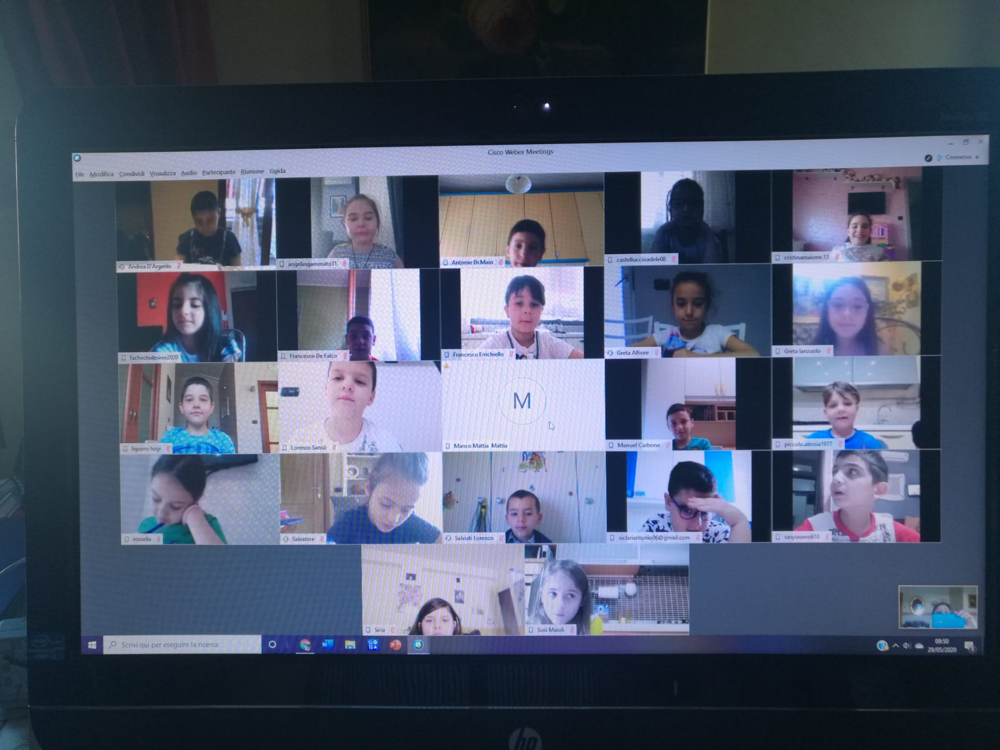 Cisco Webex Meetings
Connesso
File Modifica Condividi Visualizza Audio Partecipante Riunione Guida
Andrea D'Argenio
angelasgammato31
Antonio Di Maio
castelluccioadele08
cristinamaione.13
fachechidesiree2020
Francesco De Falco
Francesco Errichiello
Greta Alfiore
Greta Ianzuolo
M
liguoro luigi
Lorenzo Sansò
Manco Mattia Mattia
Manuel Carbone
piccolo.alessia1977
rossella
Salvatore
Salviati Lorenzo
siclariantonio06@gmail.com
sasyiasevoli10
Siria
Susi Maioli
Scrivi qui per eseguire la ricerca
09:50
29/05/2020
3
hp